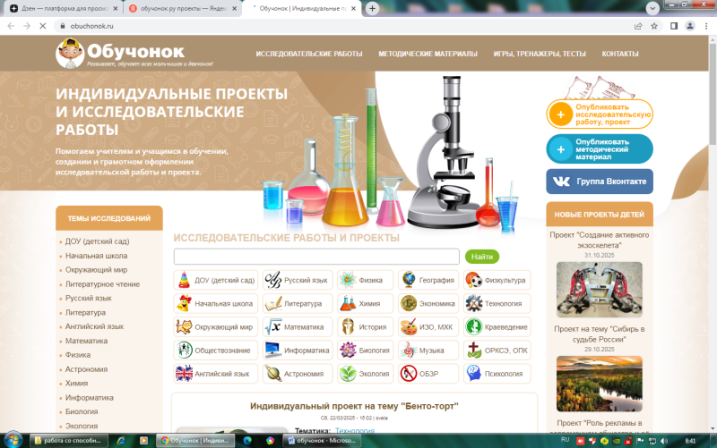 Дзен — платформа для просмо
обучонок.ру проекты — Яндек
Обучонок | Индивидуальные п
obuchonok.ru
Обучонок
Развивает, обучает всех мальчишек и девчонок!
ИССЛЕДОВАТЕЛЬСКИЕ РАБОТЫ
МЕТОДИЧЕСКИЕ МАТЕРИАЛЫ
ИГРЫ, ТРЕНАЖЕРЫ, ТЕСТЫ
КОНТАКТЫ
ИНДИВИДУАЛЬНЫЕ ПРОЕКТЫ
И ИССЛЕДОВАТЕЛЬСКИЕ
РАБОТЫ
Помогаем учителям и учащимся в обучении,
создании и грамотном оформлении
исследовательской работы и проекта.
Опубликовать
исследовательскую
работу, проект
Опубликовать
методический
материал
Группа Вконтакте
ТЕМЫ ИССЛЕДОВАНИЙ
ДОУ (детский сад)
Начальная школа
Окружающий мир
Литературное чтение
Русский язык
Литература
Английский язык
Математика
Физика
Астрономия
Химия
Информатика
Биология
Экология
ИССЛЕДОВАТЕЛЬСКИЕ РАБОТЫ И ПРОЕКТЫ
Найти
ДОУ (детский сад)
Русский язык
Физика
География
Физкультура
Начальная школа
Литература
Химия
Экономика
Технология
Окружающий мир
Математика
История
ИЗО, МХК
Краеведение
Обществознание
Информатика
Биология
Музыка
ОРКСЭ, ОПК
Английский язык
Астрономия
Экология
ОБЗР
Психология
Индивидуальный проект на тему "Бенто-торт"
Тематика: Технология
НОВЫЕ ПРОЕКТЫ ДЕТЕЙ
Проект "Создание активного
экзоскелета"
31.10.2025
Проект на тему "Сибирь в
судьбе России"
29.10.2025
Проект "Роль рекламы в
работа со способн...
Обучонок | Индиви...
обучонок - Microso...
RU
8:41